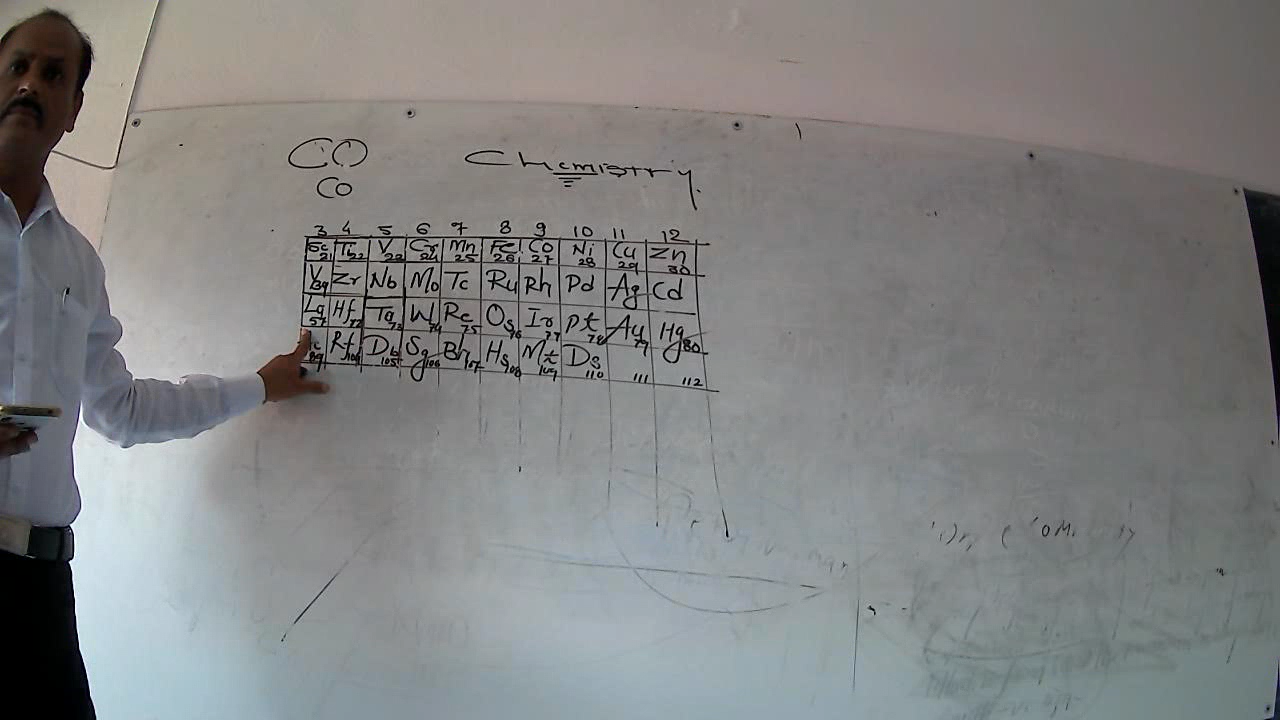 CO Chemistry
Co
3 4 5 6 7 8 9 10 11 12
Sc 21 Ti 22 V 23 Cr 24 Mn 25 Fe 26 Co 27 Ni 28 Cu 29 Zn 30
Y 39 Zr Nb Mo Tc Ru Rh Pd Ag Cd
La 57 Hf 72 Ta 73 W 74 Re 75 Os 76 Ir 77 Pt 78 Au 79 Hg 80
89 Rf 104 Db 105 Sg 106 Bh 107 Hs 108 Mt 109 Ds 110 111 112